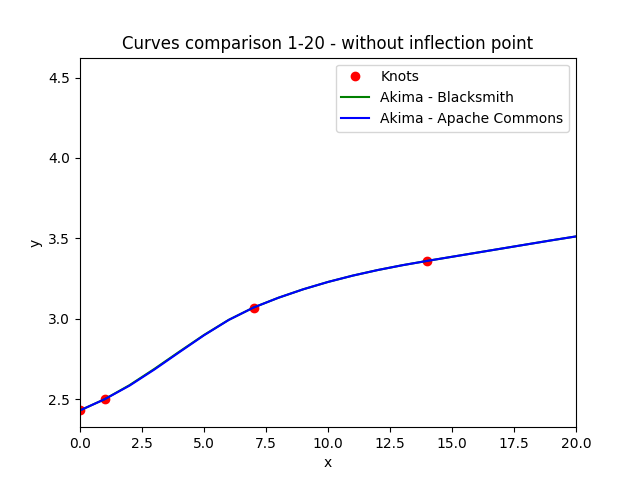 Curves comparison 1-20 - without inflection point
Knots
Akima - Blacksmith
Akima - Apache Commons
4.5
4.0
3.5
3.0
2.5
y
0.0 2.5 5.0 7.5 10.0 12.5 15.0 17.5 20.0
x